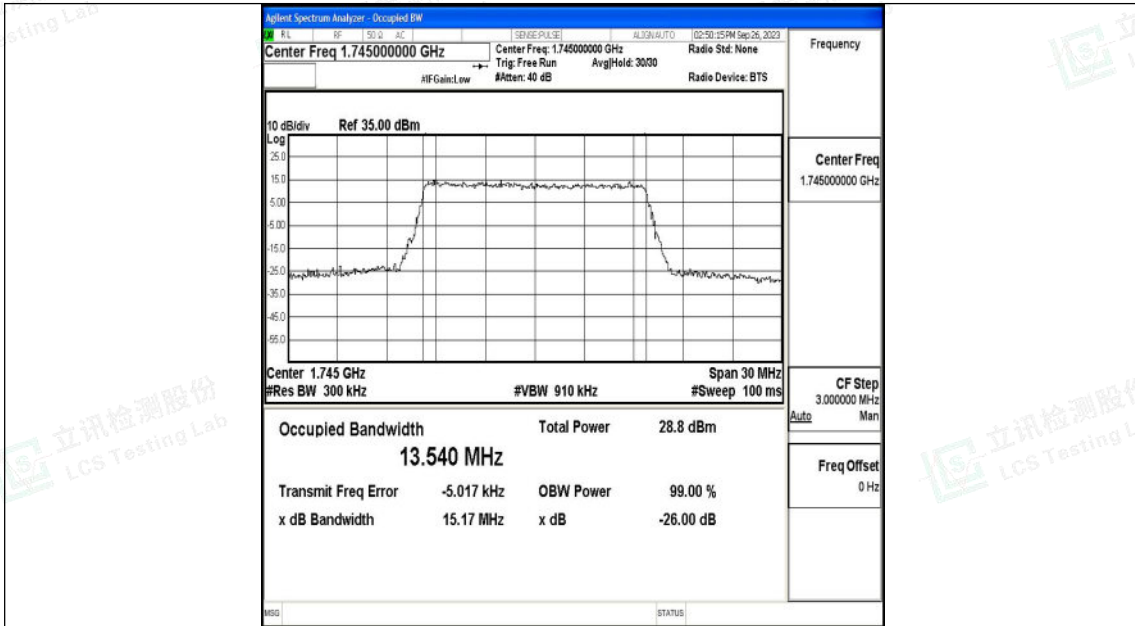 Agilent Spectrum Analyzer - Occupied BW
RL RF 50 Ω AC SENSE:PULSE ALIGNAUTO 02:50:15PM Sep 26, 2023
Center Freq 1.745000000 GHz
Center Freq: 1.745000000 GHz
Radio Std: None
Trig: Free Run Avg|Hold: 30/30
#IFGain:Low
#Atten: 40 dB
Radio Device: BTS
Frequency
10 dB/div Ref 35.00 dBm
Log
25.0
15.0
5.00
-5.00
-15.0
-25.0
-35.0
-45.0
-55.0
Center 1.745 GHz Span 30 MHz
#Res BW 300 kHz #VBW 910 kHz #Sweep 100 ms
Occupied Bandwidth Total Power 28.8 dBm
13.540 MHz
Transmit Freq Error -5.017 kHz OBW Power 99.00 %
x dB Bandwidth 15.17 MHz x dB -26.00 dB
Center Freq
1.745000000 GHz
CF Step
3.000000 MHz
Auto Man
Freq Offset
0 Hz
MSG STATUS
立讯检测股份
LCS Testing Lab
立讯检测股份
LCS Testing L
sting Lab